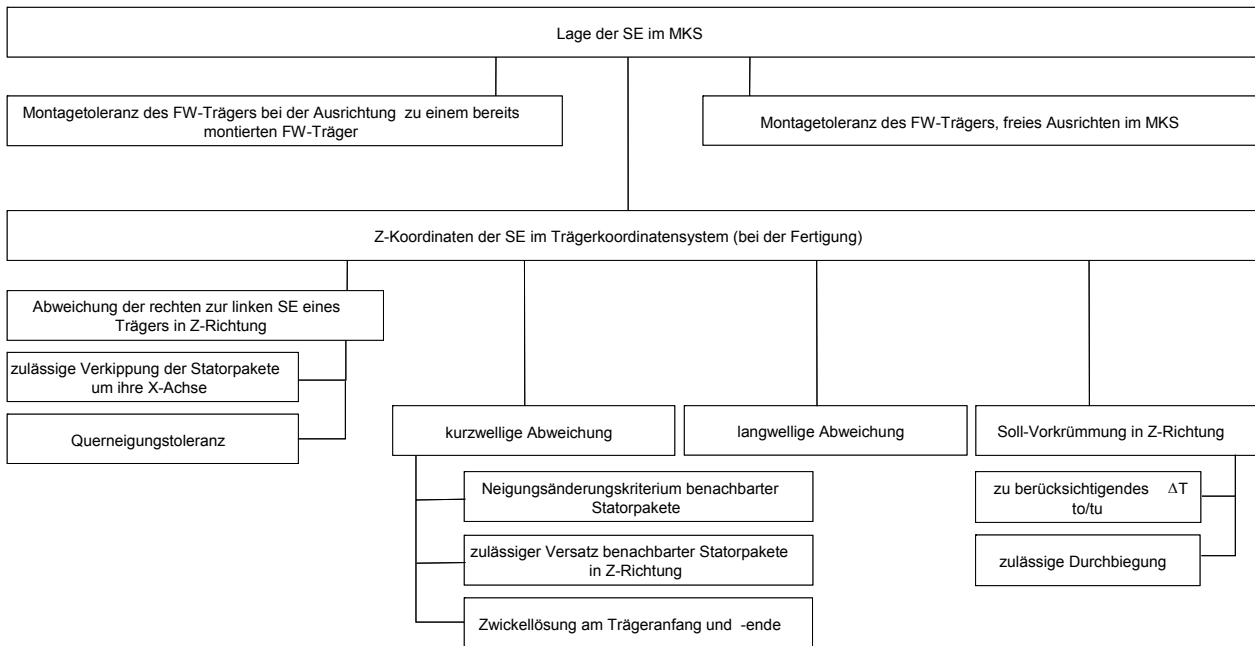 Lage der SE im MKS
Montagetoleranz des FW-Trägers bei der Ausrichtung zu einem bereits
montierten FW-Träger
Montagetoleranz des FW-Trägers, freies Ausrichten im MKS
Z-Koordinaten der SE im Trägerkoordinatensystem (bei der Fertigung)
Abweichung der rechten zur linken SE eines
Trägers in Z-Richtung
zulässige Verkippung der Statorpakete
um ihre X-Achse
Querneigungstoleranz
kurzwellige Abweichung
langwellige Abweichung
Soll-Vorkrümmung in Z-Richtung
Neigungsänderungskriterium benachbarter
Statorpakete
zulässiger Versatz benachbarter Statorpakete
in Z-Richtung
Zwickellösung am Trägeranfang und -ende
zu berücksichtigendes ΔT
to/tu
zulässige Durchbiegung